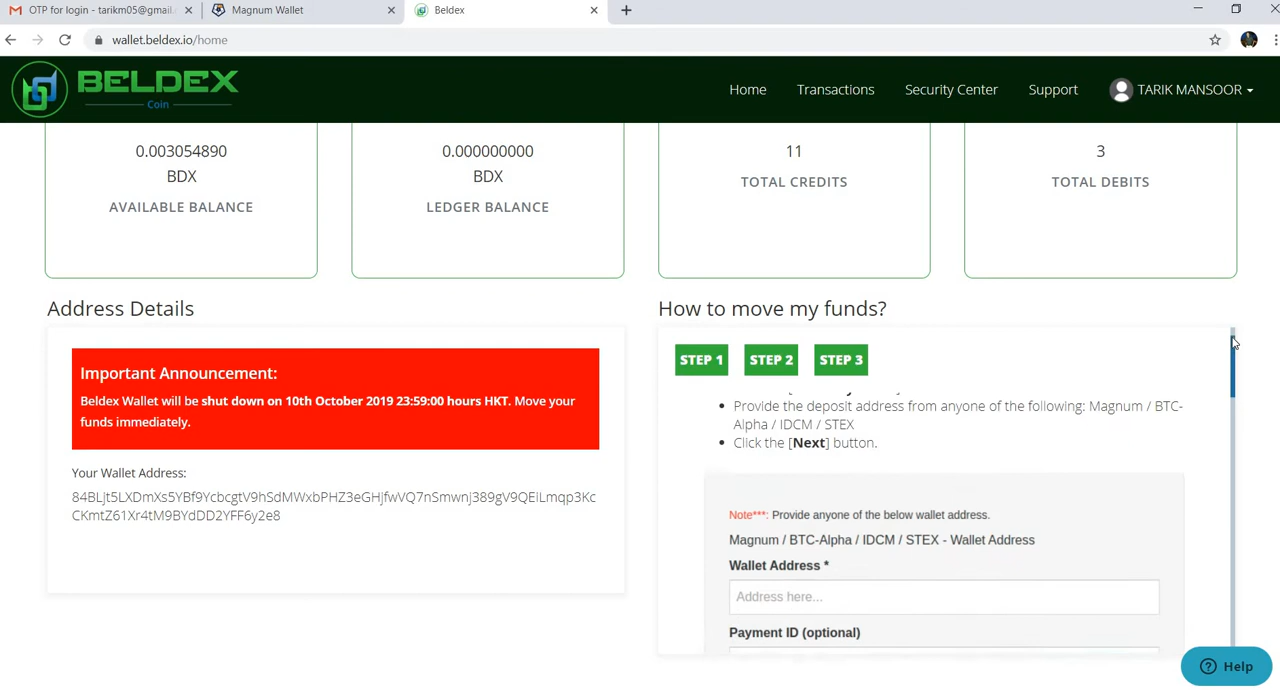 OTP for login - tarikm05@gmail.
Magnum Wallet
Beldex
wallet.beldex.io/home
BELDEX
Coin
Home
Transactions
Security Center
Support
TARIK MANSOOR
0.003054890
BDX
AVAILABLE BALANCE
0.000000000
BDX
LEDGER BALANCE
11
TOTAL CREDITS
3
TOTAL DEBITS
Address Details
Important Announcement:
Beldex Wallet will be shut down on 10th October 2019 23:59:00 hours HKT. Move your
funds immediately.
Your Wallet Address:
84BLJt5LXDmXs5YBf9YcbcgtV9hSdMWxbPHZ3eGHJfwVQ7nSmwnj389gV9QEiLmqp3Kc
CKmtZ61Xr4tM9BYdDD2YFF6y2e8
How to move my funds?
STEP 1
STEP 2
STEP 3
Provide the deposit address from anyone of the following: Magnum / BTC-
Alpha / IDCM / STEX
Click the [Next] button.
Note***: Provide anyone of the below wallet address.
Magnum / BTC-Alpha / IDCM / STEX - Wallet Address
Wallet Address *
Address here...
Payment ID (optional)
Help